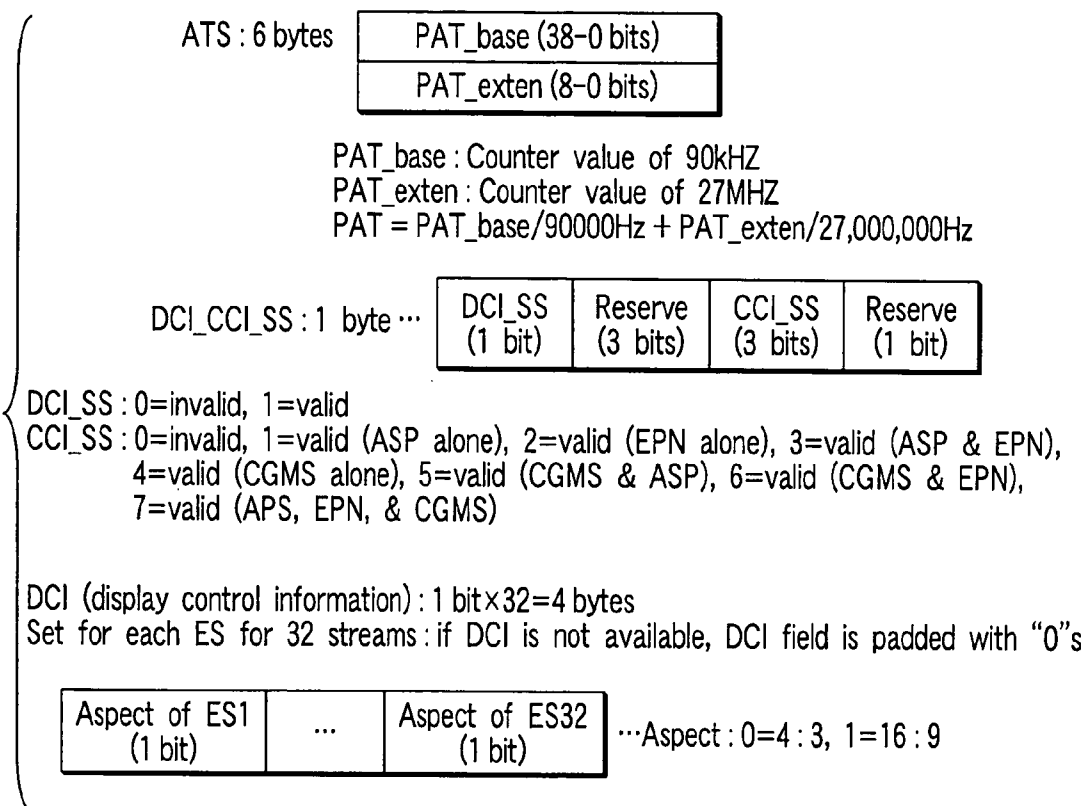 ATS : 6 bytes
PAT_base (38-0 bits)
PAT_exten (8-0 bits)
PAT_base : Counter value of 90kHZ
PAT_exten : Counter value of 27MHZ
PAT = PAT_base/90000Hz + PAT_exten/27,000,000Hz
DCI_CCI_SS : 1 byte ···
DCI_SS (1 bit)
Reserve (3 bits)
CCI_SS (3 bits)
Reserve (1 bit)
DCI_SS : 0=invalid, 1=valid
CCI_SS : 0=invalid, 1=valid (ASP alone), 2=valid (EPN alone), 3=valid (ASP & EPN),
4=valid (CGMS alone), 5=valid (CGMS & ASP), 6=valid (CGMS & EPN),
7=valid (APS, EPN, & CGMS)
DCI (display control information) : 1 bit×32=4 bytes
Set for each ES for 32 streams : if DCI is not available, DCI field is padded with “0”s
Aspect of ES1 (1 bit)
···
Aspect of ES32 (1 bit)
···Aspect : 0=4 : 3, 1=16 : 9